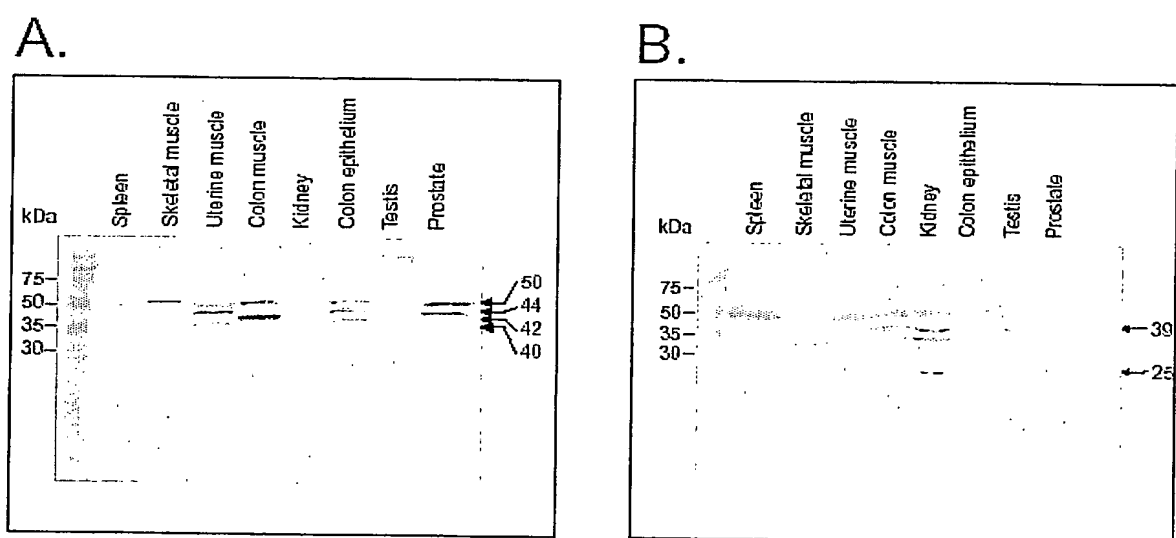 A.
kDa
Spleen
Skeletal muscle
Uterine muscle
Colon muscle
Kidney
Colon epithelium
Testis
Prostate
75
50
35
30
50
44
42
40
B.
kDa
Spleen
Skeletal muscle
Uterine muscle
Colon muscle
Kidney
Colon epithelium
Testis
Prostate
75
50
35
30
39
25